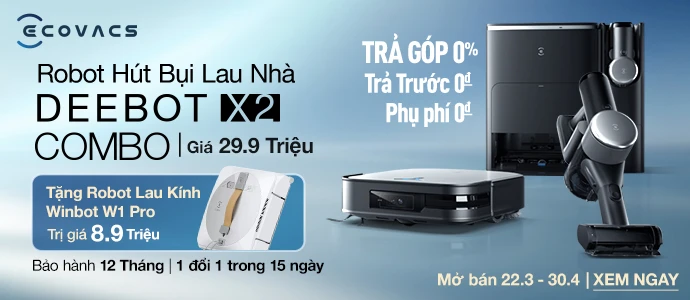 ECOVACS
Robot Hút Bụi Lau Nhà
DEEBOT X2
COMBO | Giá 29.9 Triệu
Tặng Robot Lau Kính
Winbot W1 Pro
Trị giá 8.9 Triệu
Bảo hành 12 Tháng | 1 đổi 1 trong 15 ngày
TRẢ GÓP 0%
Trả Trước 0đ
Phụ phí 0đ
Mở bán 22.3 - 30.4 | XEM NGAY